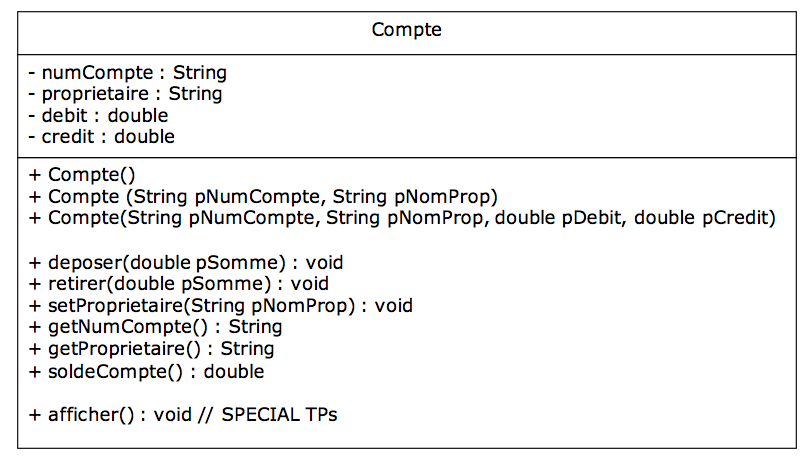 Compte
- numCompte : String
- proprietaire : String
- debit : double
- credit : double
+ Compte()
+ Compte (String pNumCompte, String pNomProp)
+ Compte(String pNumCompte, String pNomProp, double pDebit, double pCredit)
+ deposer(double pSomme) : void
+ retirer(double pSomme) : void
+ setProprietaire(String pNomProp) : void
+ getNumCompte() : String
+ getProprietaire() : String
+ soldeCompte() : double
+ afficher() : void // SPECIAL TPs